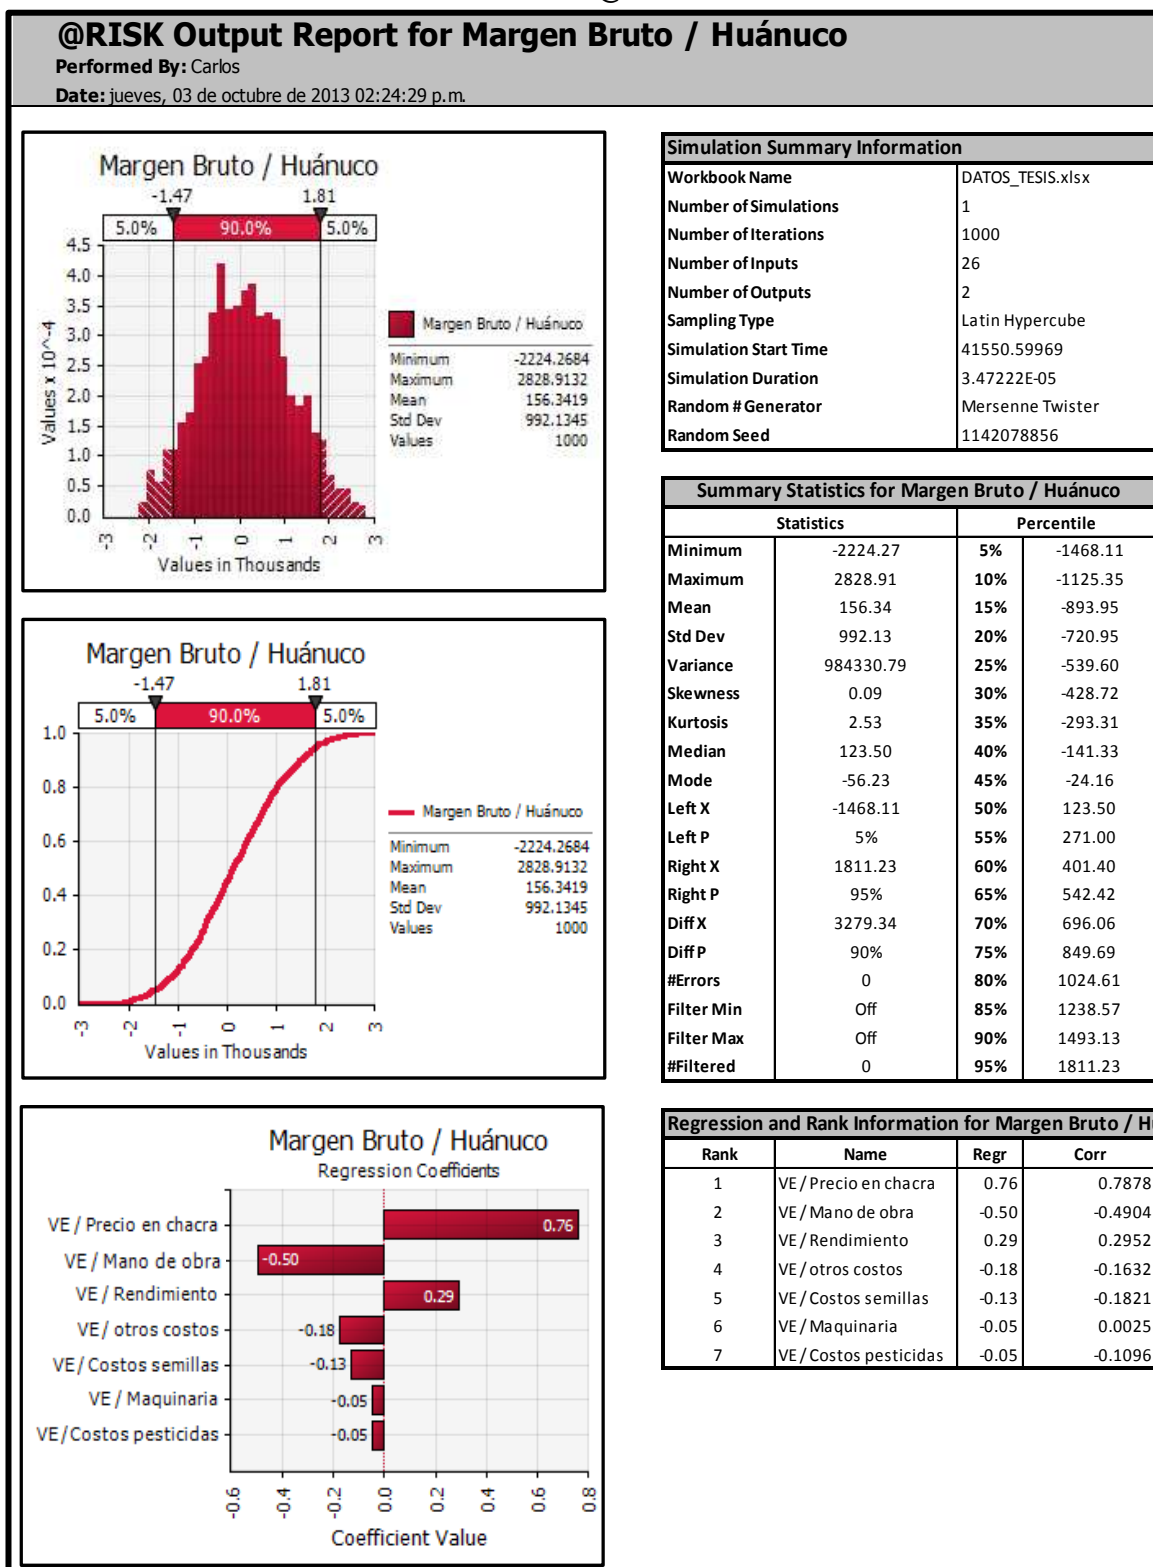 @RISK Output Report for Margen Bruto / Huánuco
Performed By: Carlos
Date: jueves, 03 de octubre de 2013 02:24:29 p.m.
Margen Bruto / Huánuco
-1.47 1.81
5.0% 90.0% 5.0%
4.5
4.0
3.5
3.0
2.5
2.0
1.5
1.0
0.5
0.0
Values x 10^-4
-3 -2 -1 0 1 2 3
Values in Thousands
Margen Bruto / Huánuco
Minimum -2224.2684
Maximum 2828.9132
Mean 156.3419
Std Dev 992.1345
Values 1000
Margen Bruto / Huánuco
-1.47 1.81
5.0% 90.0% 5.0%
1.0
0.8
0.6
0.4
0.2
0.0
-3 -2 -1 0 1 2 3
Values in Thousands
Margen Bruto / Huánuco
Minimum -2224.2684
Maximum 2828.9132
Mean 156.3419
Std Dev 992.1345
Values 1000
Margen Bruto / Huánuco
Regression Coefficients
VE / Precio en chacra 0.76
VE / Mano de obra -0.50
VE / Rendimiento 0.29
VE/ otros costos -0.18
VE/Costos semillas -0.13
VE / Maquinaria -0.05
VE/Costos pesticidas -0.05
-0.6 -0.4 -0.2 0.0 0.2 0.4 0.6 0.8
Coefficient Value
Simulation Summary Information
Workbook Name DATOS_TESIS.xlsx
Number of Simulations 1
Number of Iterations 1000
Number of Inputs 26
Number of Outputs 2
Sampling Type Latin Hypercube
Simulation Start Time 41550.59969
Simulation Duration 3.47222E-05
Random # Generator Mersenne Twister
Random Seed 1142078856
Summary Statistics for Margen Bruto / Huánuco
Statistics Percentile
Minimum -2224.27 5% -1468.11
Maximum 2828.91 10% -1125.35
Mean 156.34 15% -893.95
Std Dev 992.13 20% -720.95
Variance 984330.79 25% -539.60
Skewness 0.09 30% -428.72
Kurtosis 2.53 35% -293.31
Median 123.50 40% -141.33
Mode -56.23 45% -24.16
Left X -1468.11 50% 123.50
Left P 5% 55% 271.00
Right X 1811.23 60% 401.40
Right P 95% 65% 542.42
Diff X 3279.34 70% 696.06
Diff P 90% 75% 849.69
#Errors 0 80% 1024.61
Filter Min Off 85% 1238.57
Filter Max Off 90% 1493.13
#Filtered 0 95% 1811.23
Regression and Rank Information for Margen Bruto / H
Rank Name Regr Corr
1 VE / Precio en chacra 0.76 0.7878
2 VE / Mano de obra -0.50 -0.4904
3 VE / Rendimiento 0.29 0.2952
4 VE/ otros costos -0.18 -0.1632
5 VE/Costos semillas -0.13 -0.1821
6 VE / Maquinaria -0.05 0.0025
7 VE/Costos pesticidas -0.05 -0.1096